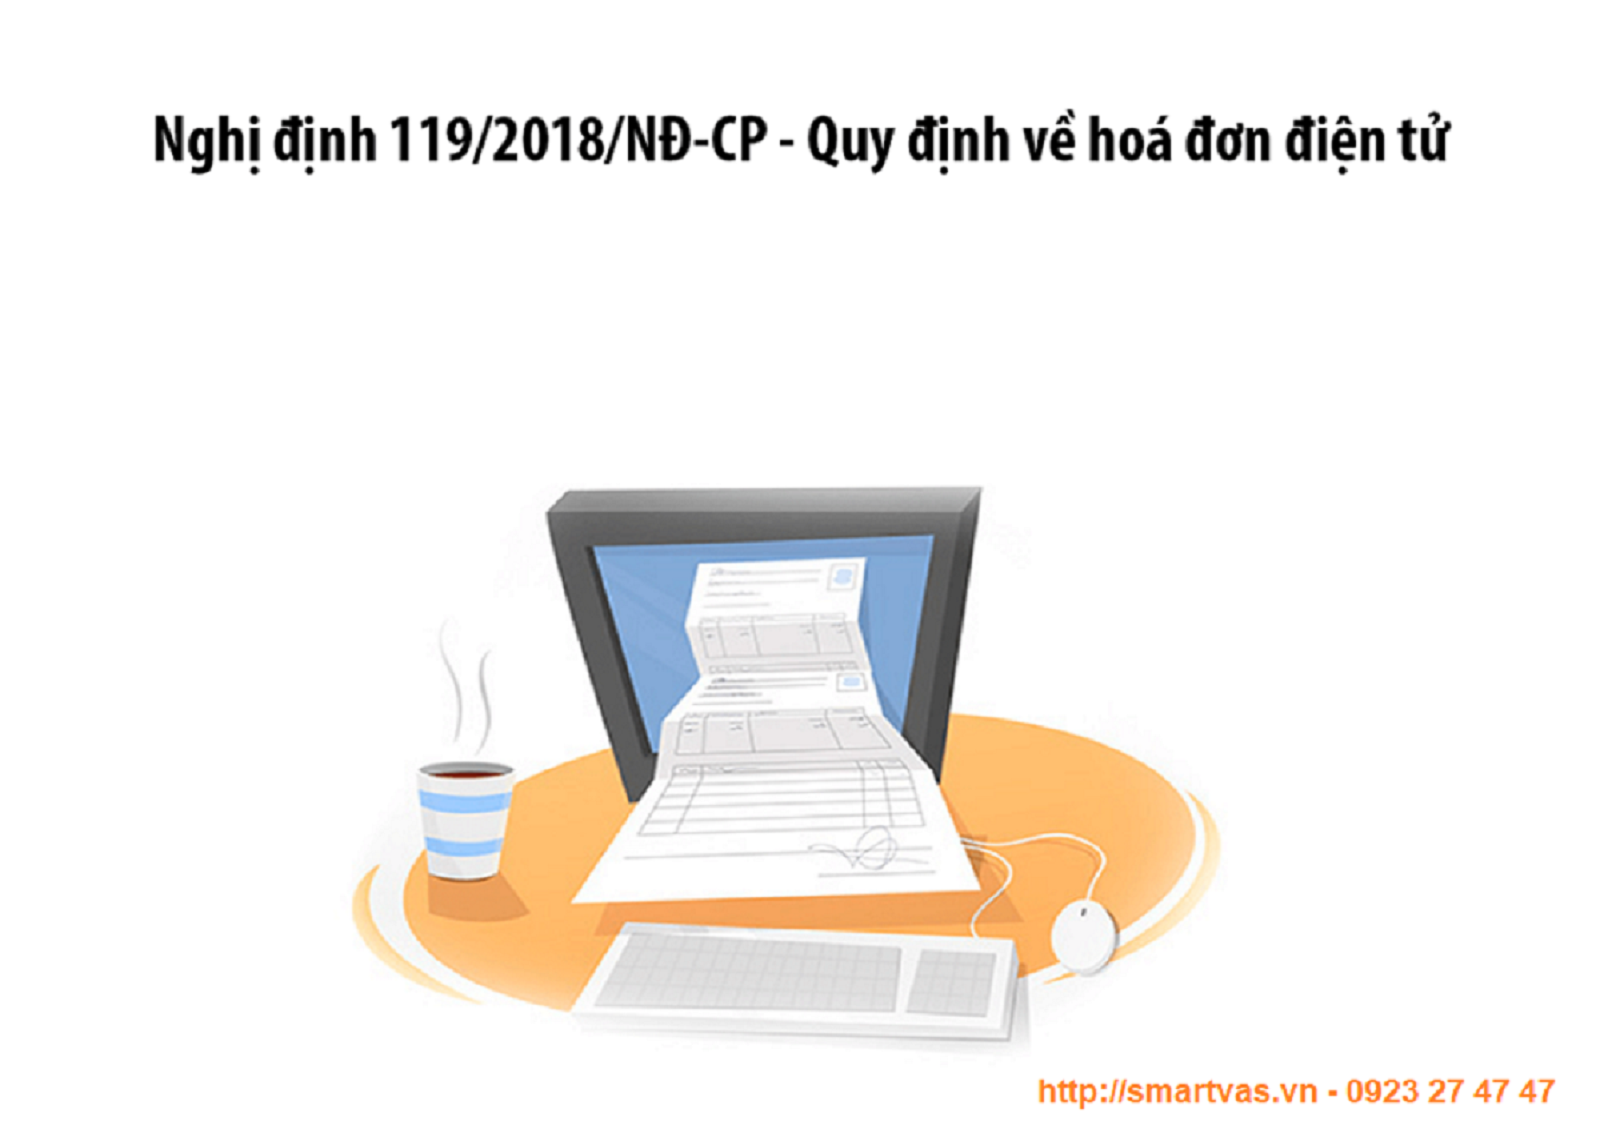 Nghị định 119/2018/NĐ-CP - Quy định về hoá đơn điện tử
http://smartvas.vn - 0923 27 47 47